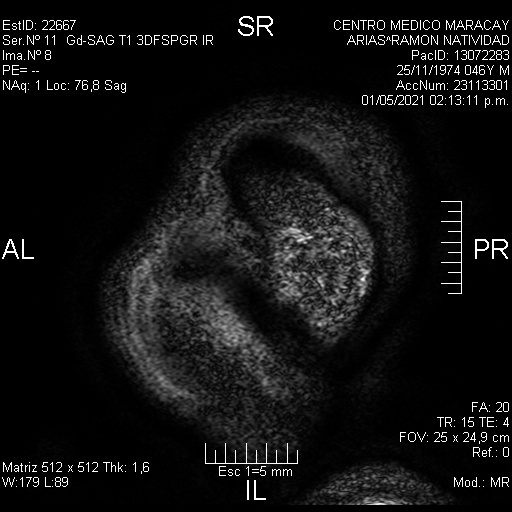 EstID: 22667
Ser.Nº 11 Gd-SAG T1 3DFSPGR IR
Ima.Nº 8
PE= --
NAq: 1 Loc: 76,8 Sag
SR
CENTRO MEDICO MARACAY
ARIAS^RAMON NATIVIDAD
PacID: 13072283
25/11/1974 046Y M
AccNum: 23113301
01/05/2021 02:13:11 p.m.
AL
PR
FA: 20
TR: 15 TE: 4
FOV: 25 x 24,9 cm
Ref.: 0
Matriz 512 x 512 Thk: 1,6
W:179 L:89
Esc 1=5 mm
IL
Mod.: MR